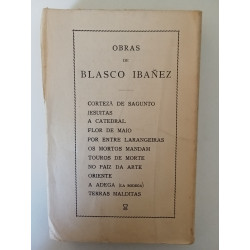 OBRAS
DE
BLASCO IBAÑEZ
CORTEZA DE SAGUNTO
JESUITAS
A CATEDRAL
FLOR DE MAIO
POR ENTRE LARANGEIRAS
OS MORTOS MANDAM
TOUROS DE MORTE
NO PAIZ DA ARTE
ORIENTE
A ADEGA (LA BODEGA)
TERRAS MALDITAS